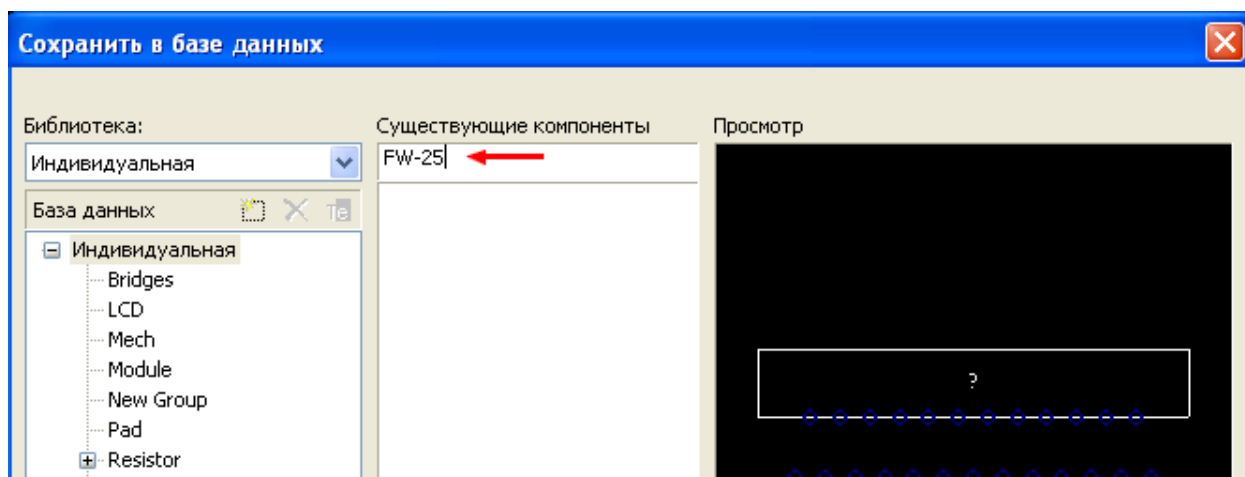 Сохранить в базе данных
Библиотека:
Индивидуальная
База данных
Te
Индивидуальная
Bridges
LCD
Mech
Module
New Group
Pad
Resistor
Существующие компоненты
FW-25
Просмотр
?